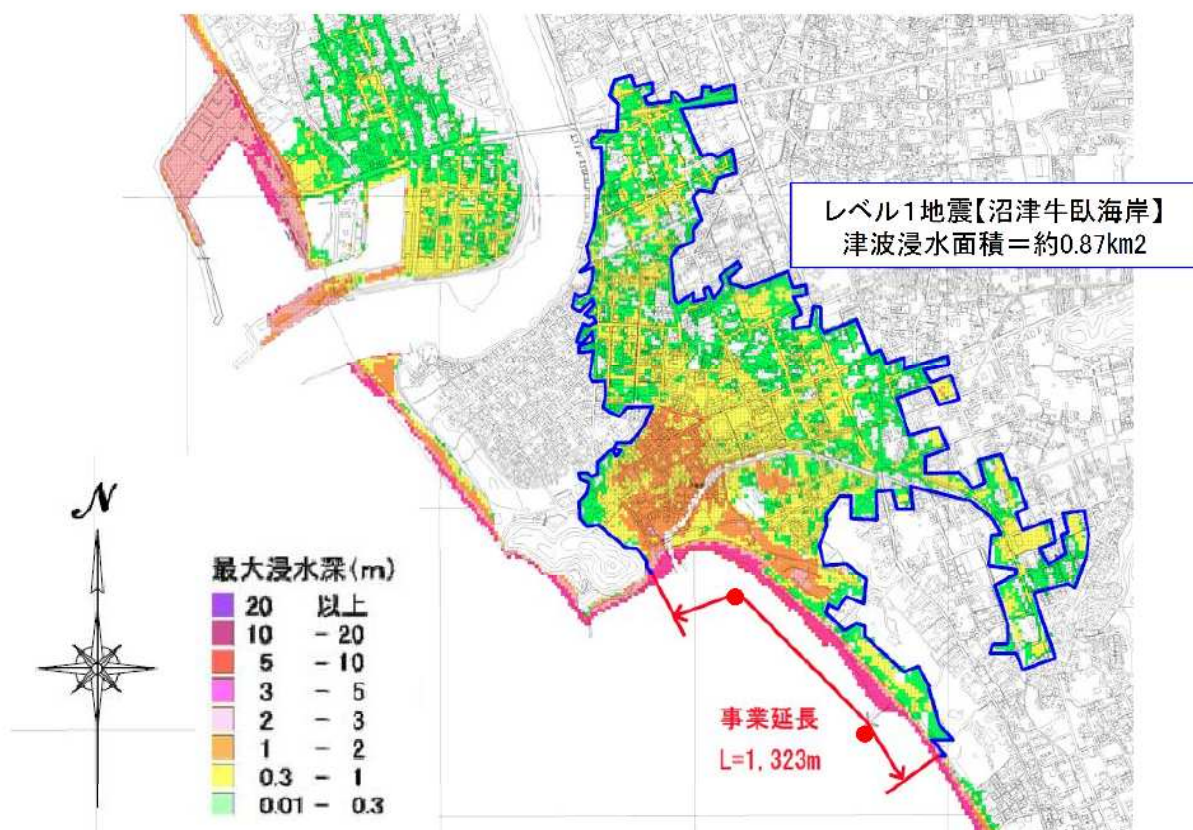 レベル1地震【沼津牛臥海岸】
津波浸水面積＝約0.87km2
N
最大浸水深(m)
20 以上
10 - 20
5 - 10
3 - 5
2 - 3
1 - 2
0.3 - 1
0.01 - 0.3
事業延長
L=1,323m